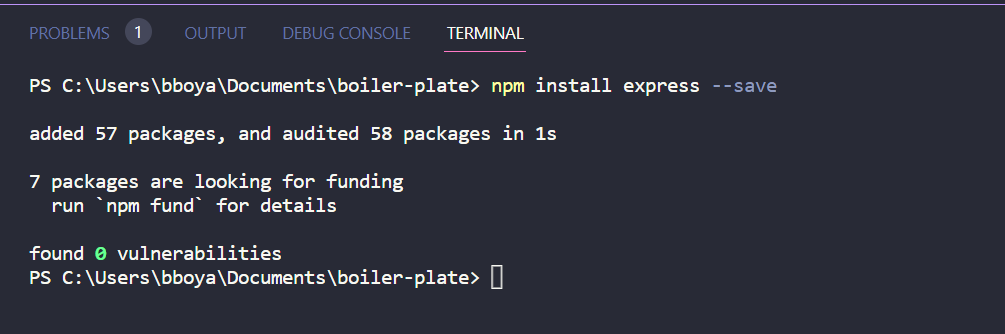 PROBLEMS 1 OUTPUT DEBUG CONSOLE TERMINAL
PS C:\Users\bboya\Documents\boiler-plate> npm install express --save
added 57 packages, and audited 58 packages in 1s
7 packages are looking for funding
  run `npm fund` for details
found 0 vulnerabilities
PS C:\Users\bboya\Documents\boiler-plate>